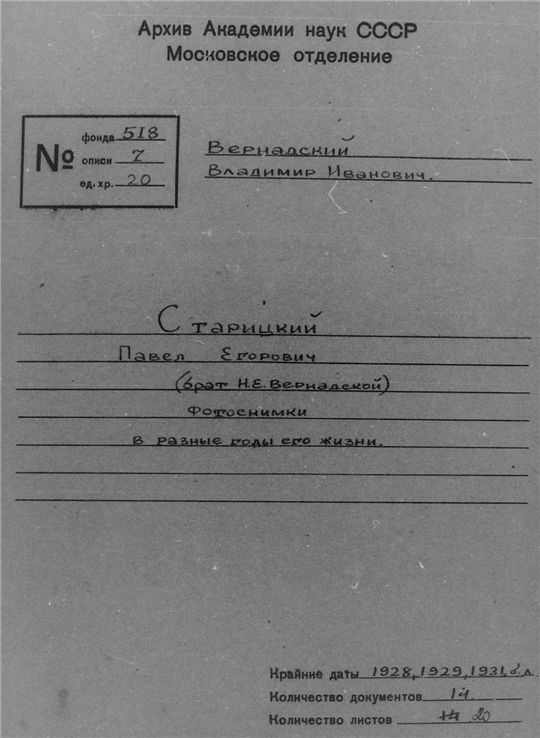 Архив Академии наук СССР
Московское отделение
№ фонда 518
описи 7
ед. хр. 20
Вернадский
Владимир Иванович.
Старицкий
Павел Егорович
(брат Н.Е. Вернадской)
Фотоснимки
в разные годы его жизни.
Крайние даты 1928, 1929, 1931, б.д.
Количество документов 14
Количество листов 14 20